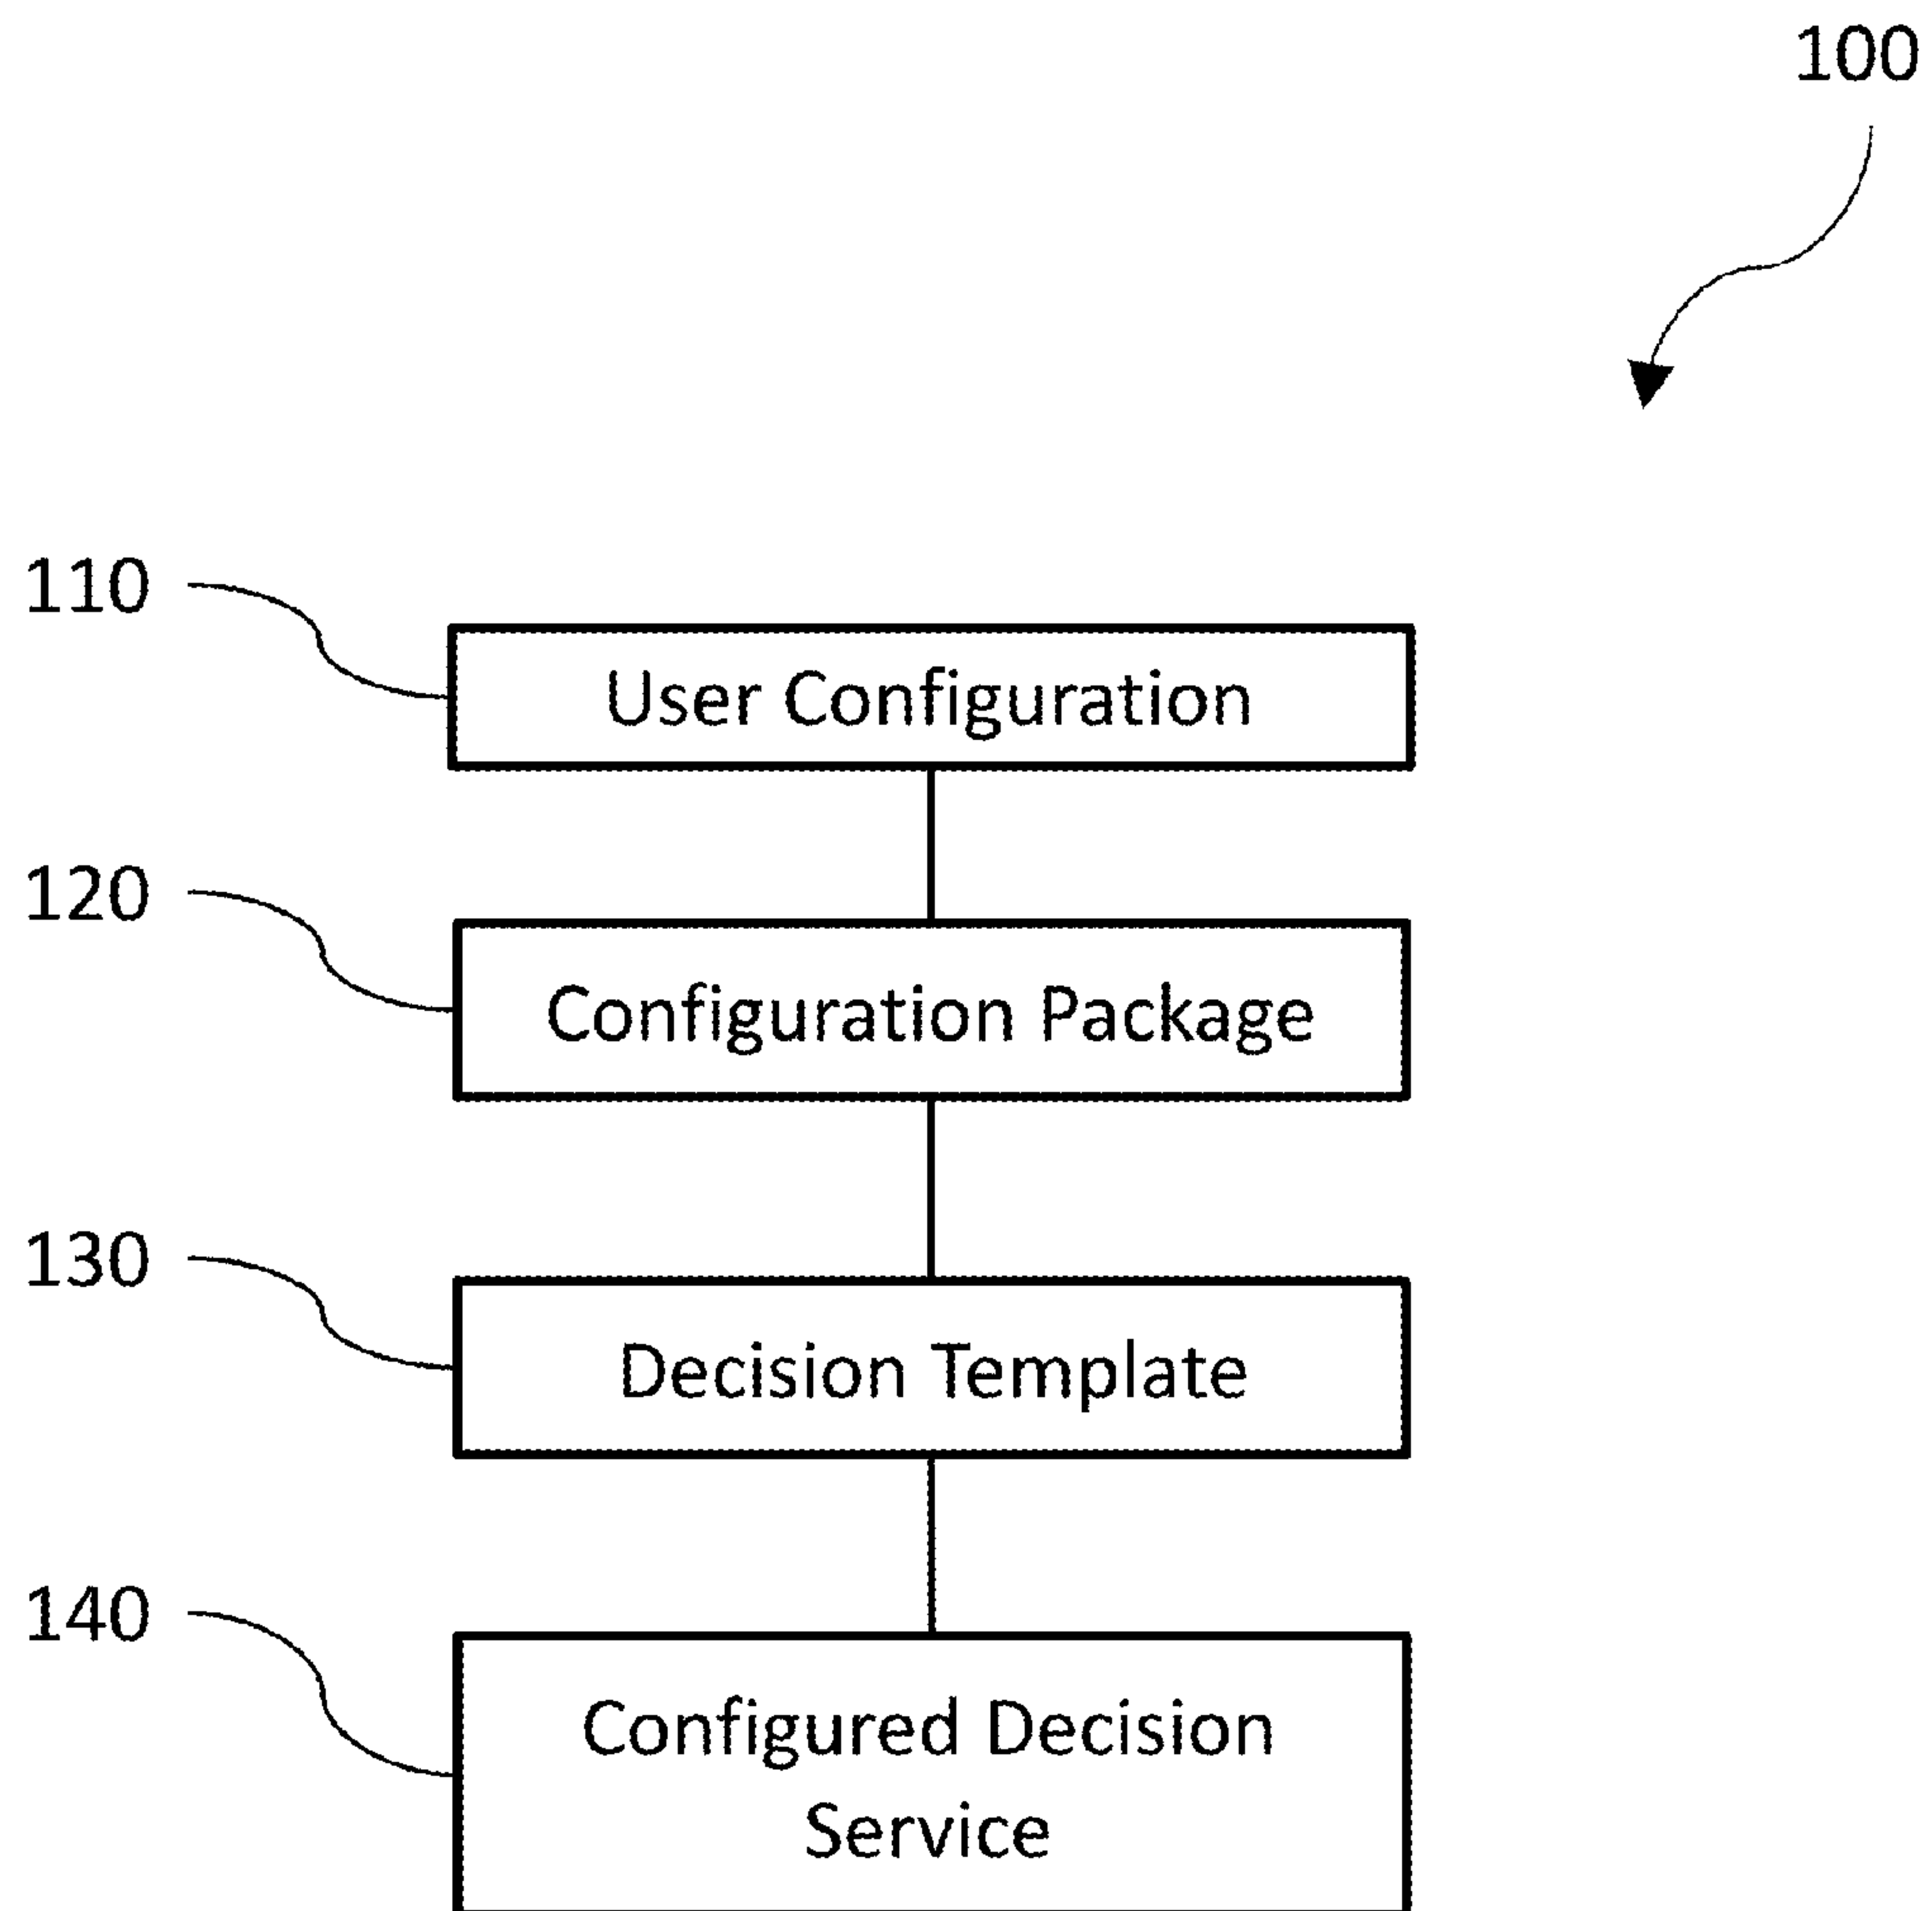 100
110
User Configuration
120
Configuration Package
130
Decision Template
140
Configured Decision
Service